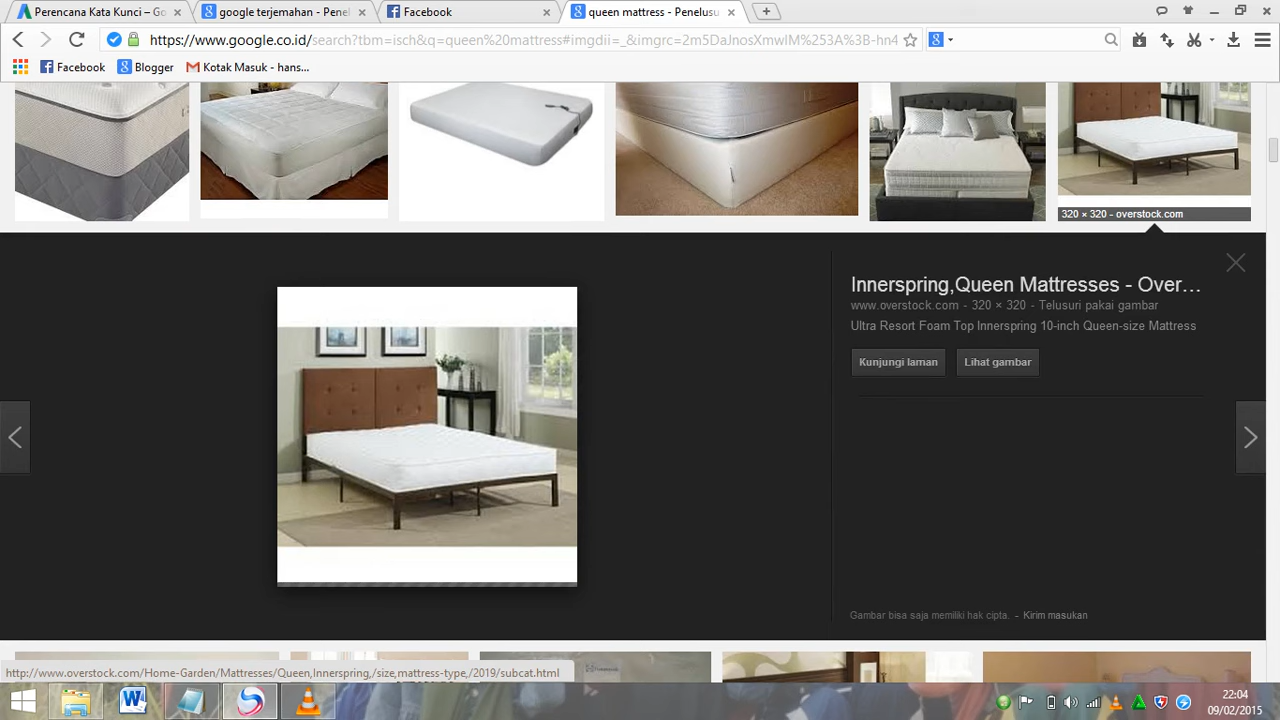 Perencana Kata Kunci – Go
google terjemahan - Penel
Facebook
queen mattress - Penelusu
https://www.google.co.id/search?tbm=isch&q=queen%20mattress#imgdii=_&imgrc=2m5DaJnosXmwIM%253A%3B-hn4
Facebook
Blogger
Kotak Masuk - hans...
320 × 320 - overstock.com
Innerspring,Queen Mattresses - Over...
www.overstock.com - 320 × 320 - Telusuri pakai gambar
Ultra Resort Foam Top Innerspring 10-inch Queen-size Mattress
Kunjungi laman
Lihat gambar
Gambar bisa saja memiliki hak cipta. - Kirim masukan
http://www.overstock.com/Home-Garden/Mattresses/Queen,Innerspring,/size,mattress-type,/2019/subcat.html
22:04
09/02/2015